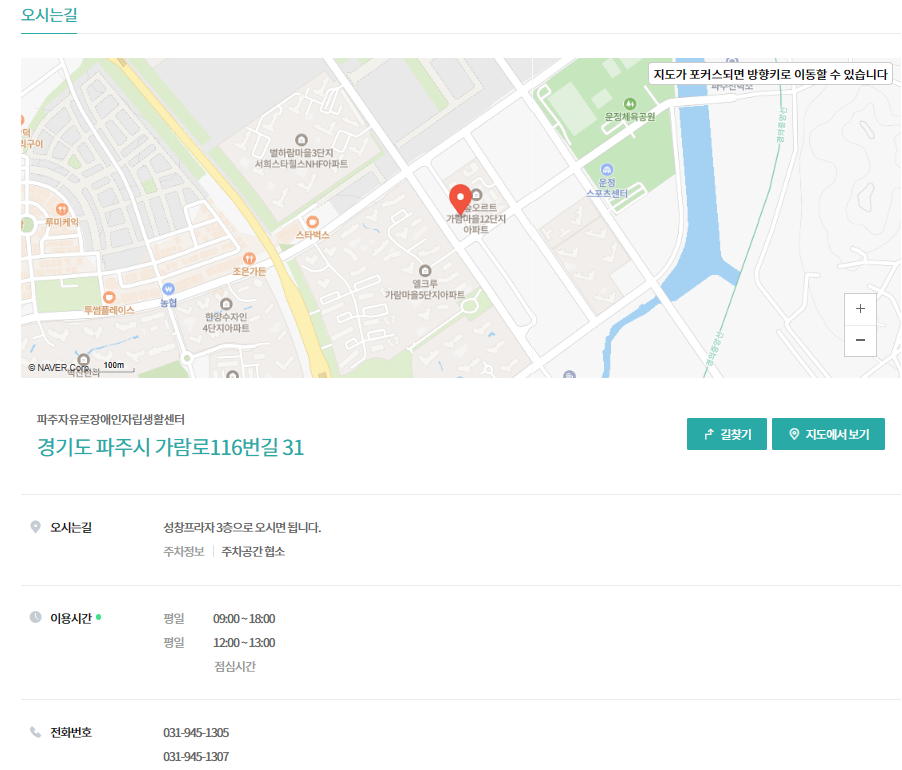 오시는길
지도가 포커스되면 방향키로 이동할 수 있습니다
운정체육공원
경의중앙선
별하람마을3단지
서희스타힐스NHF아파트
운정
스포츠센터
루미케익
스타벅스
가람마을12단지
아파트
조은가든
엘크루
가람마을5단지아파트
농협
투썸플레이스
한양수자인
4단지아파트
경의중앙선
© NAVER Corp.
100m
파주자유로장애인자립생활센터
경기도 파주시 가람로116번길 31
길찾기
지도에서 보기
오시는길
성창프라자 3층으로 오시면 됩니다.
주차정보 주차공간 협소
이용시간
평일 09:00 ~ 18:00
평일 12:00 ~ 13:00
점심시간
전화번호
031-945-1305
031-945-1307